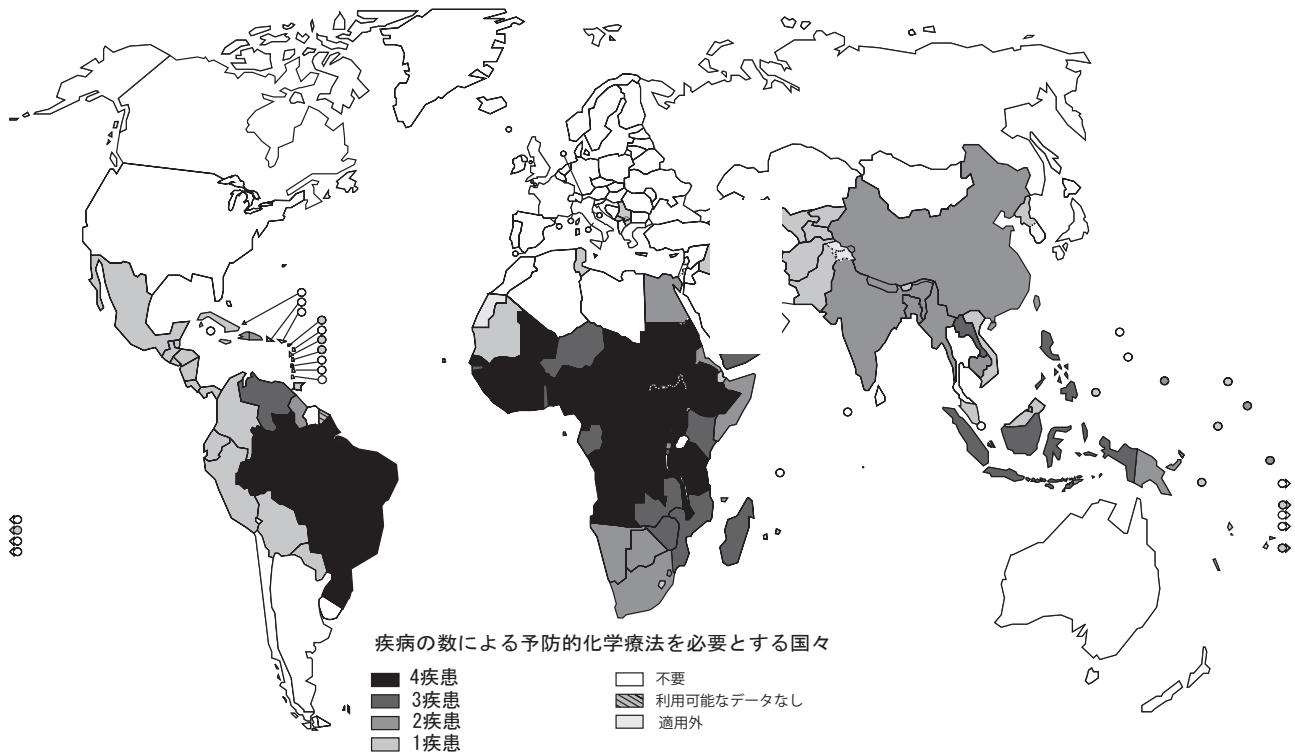 疾病の数による予防的化学療法を必要とする国々
4疾患
3疾患
2疾患
1疾患
不要
利用可能なデータなし
適用外